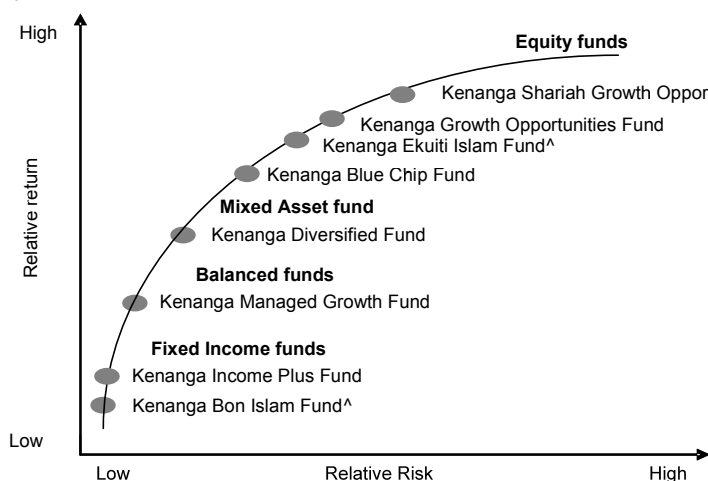 High
Equity funds
Kenanga Shariah Growth Oppor
Kenanga Growth Opportunities Fund
Kenanga Ekuiti Islam Fund^
Kenanga Blue Chip Fund
Mixed Asset fund
Kenanga Diversified Fund
Relative return
Balanced funds
Kenanga Managed Growth Fund
Fixed Income funds
Kenanga Income Plus Fund
Kenanga Bon Islam Fund^
Low
Low Relative Risk High